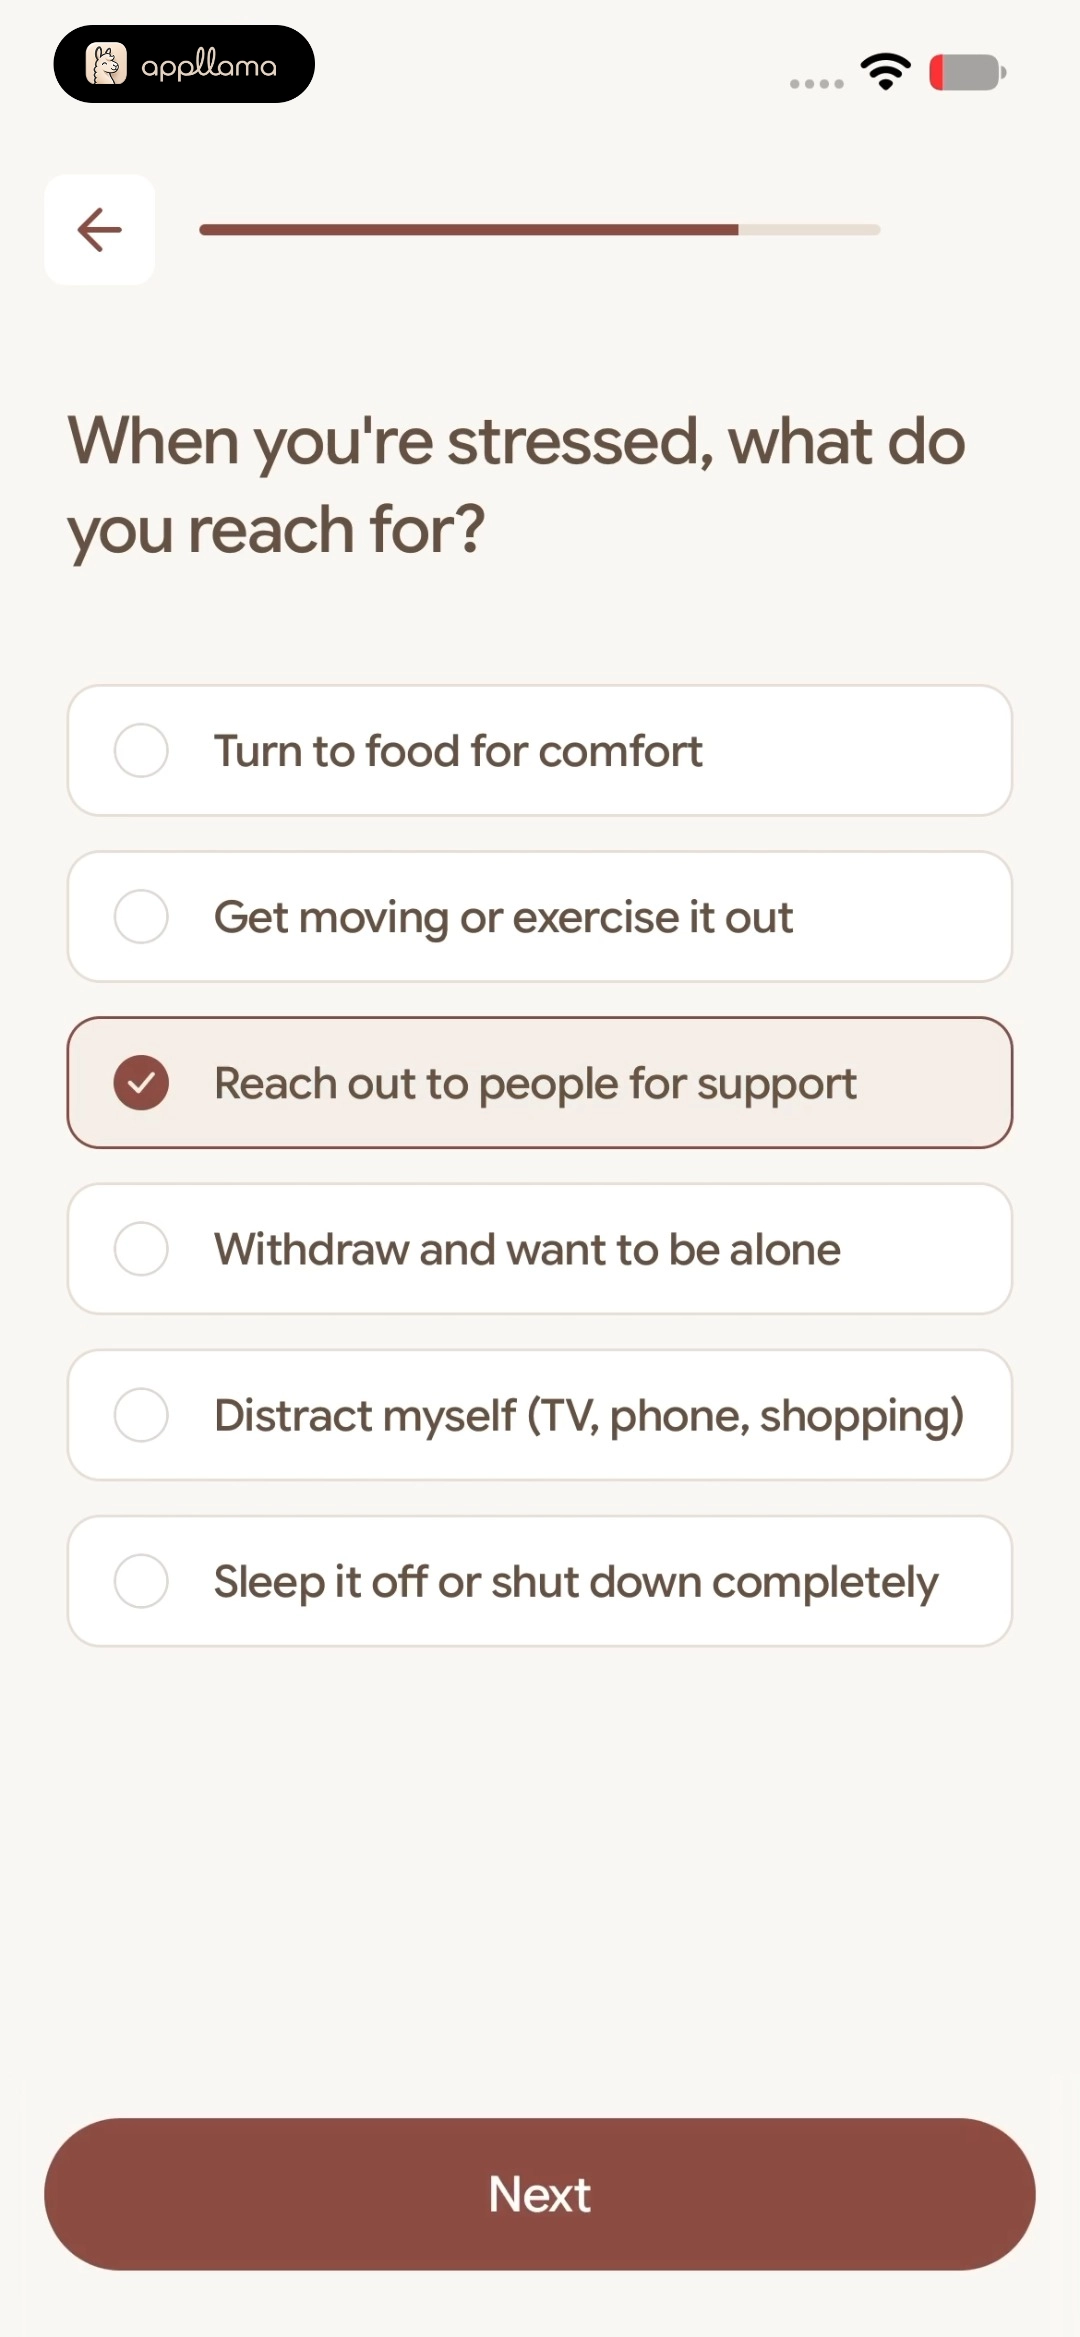 appllama
When you're stressed, what do
you reach for?
Turn to food for comfort
Get moving or exercise it out
Reach out to people for support
Withdraw and want to be alone
Distract myself (TV, phone, shopping)
Sleep it off or shut down completely
Next